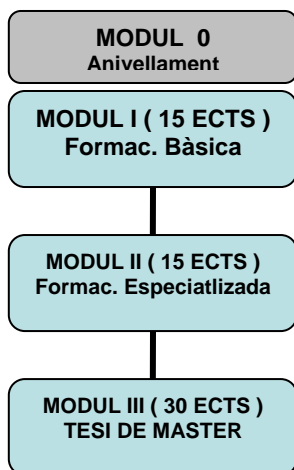 MODUL 0
Anivellament
MODUL I ( 15 ECTS )
Formac. Bàsica
MODUL II ( 15 ECTS )
Formac. Especiatlizada
MODUL III ( 30 ECTS )
TESI DE MASTER